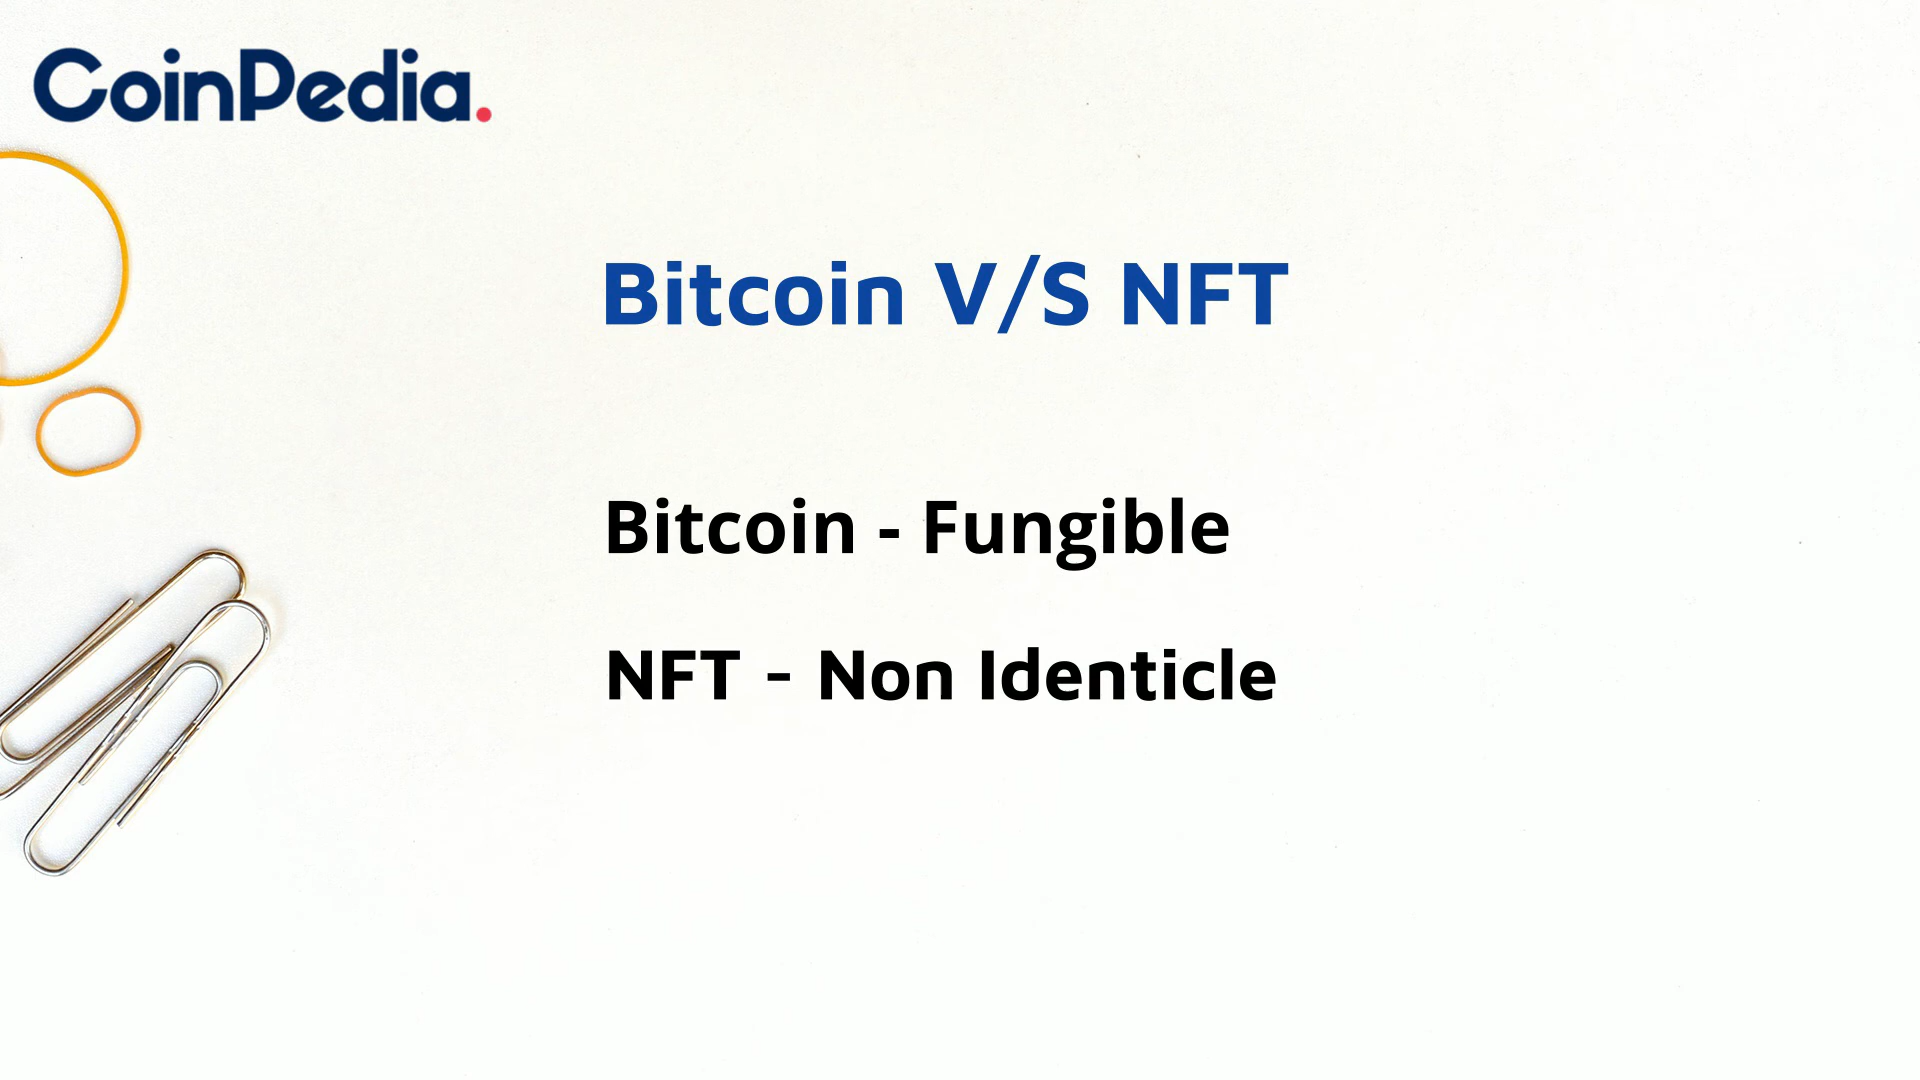 CoinPedia.
Bitcoin V/S NFT
Bitcoin - Fungible
NFT - Non Identicle